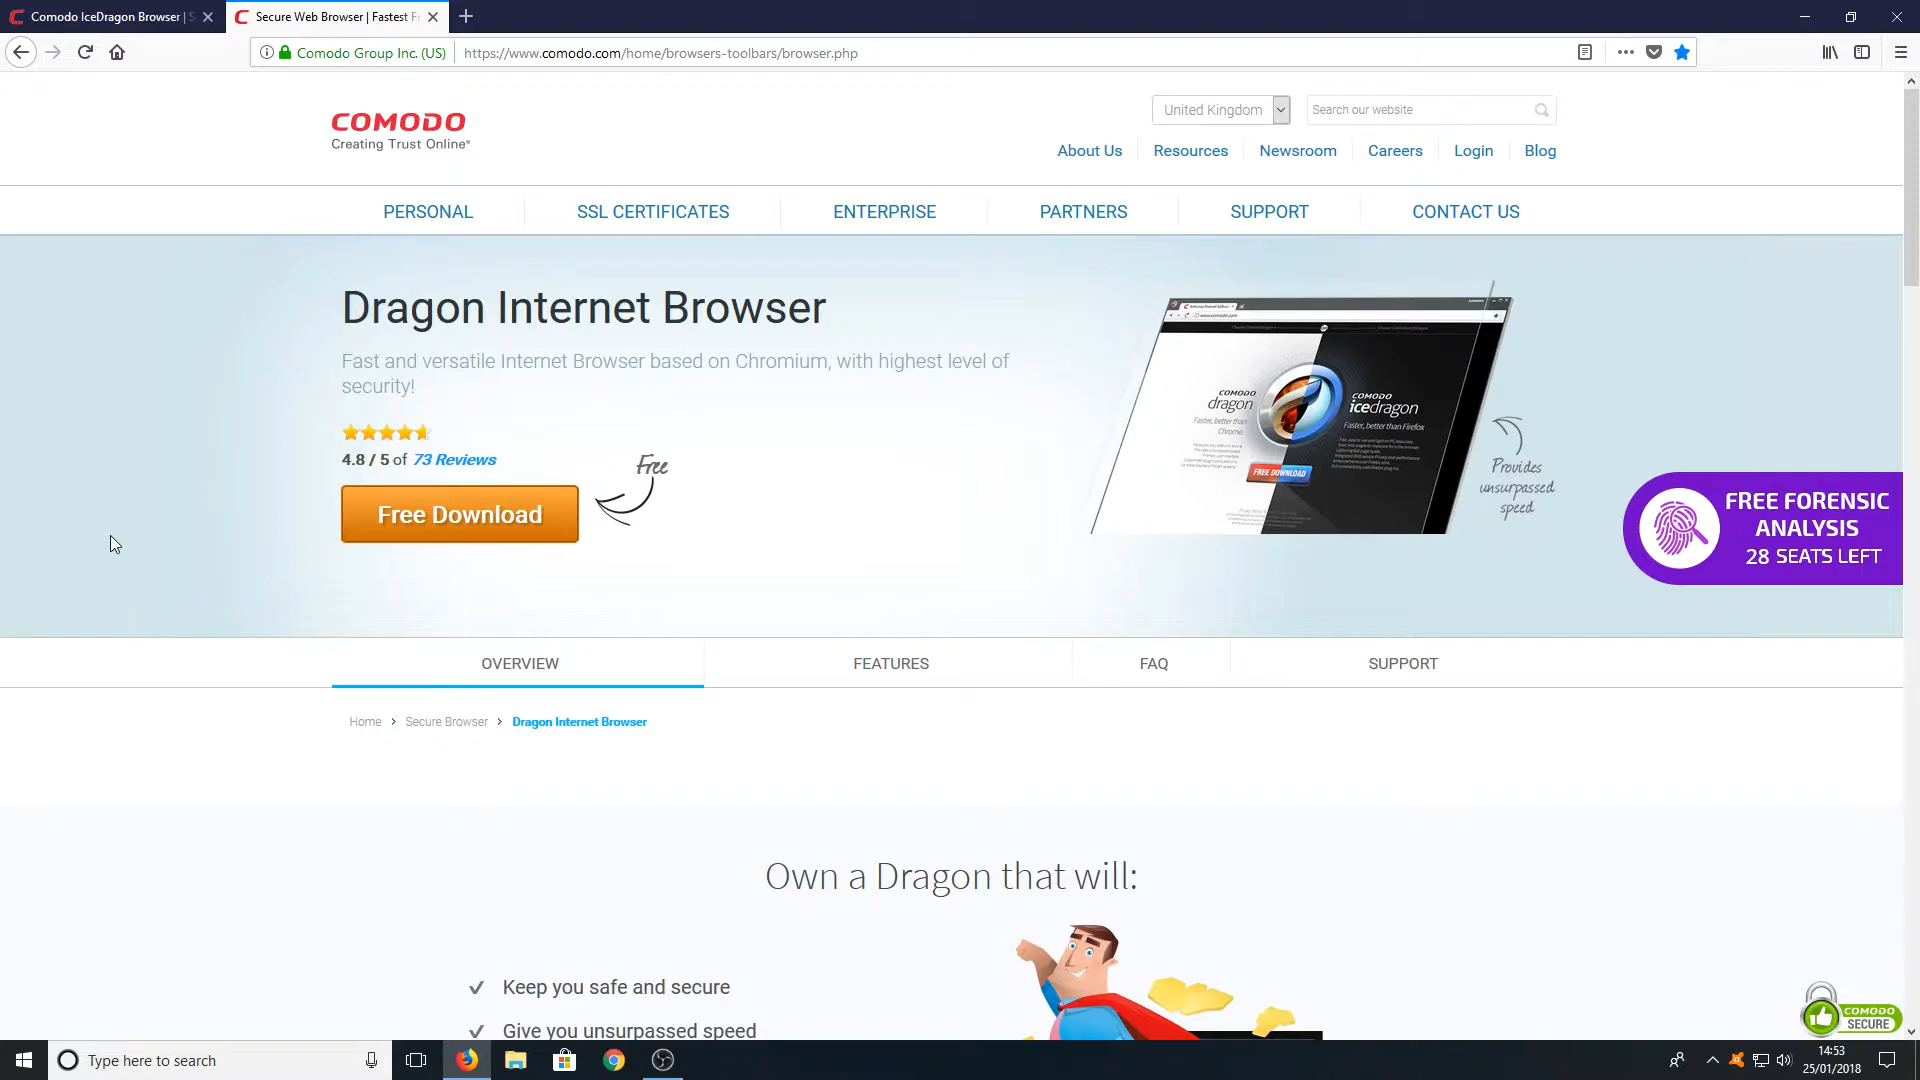 Comodo IceDragon Browser | S
Secure Web Browser | Fastest F
Comodo Group Inc. (US)
https://www.comodo.com/home/browsers-toolbars/browser.php
COMODO
Creating Trust Online®
United Kingdom
Search our website
About Us
Resources
Newsroom
Careers
Login
Blog
PERSONAL
SSL CERTIFICATES
ENTERPRISE
PARTNERS
SUPPORT
CONTACT US
Dragon Internet Browser
Fast and versatile Internet Browser based on Chromium, with highest level of
security!
4.8 / 5 of 73 Reviews
Free
Free Download
COMODO
dragon
Faster, better than
Chrome.
COMODO
icedragon
Faster, better than Firefox
FREE DOWNLOAD
Provides
unsurpassed
speed
FREE FORENSIC
ANALYSIS
28 SEATS LEFT
OVERVIEW
FEATURES
FAQ
SUPPORT
Home
Secure Browser
Dragon Internet Browser
Own a Dragon that will:
Keep you safe and secure
Give you unsurpassed speed
COMODO
SECURE
Type here to search
14:53
25/01/2018